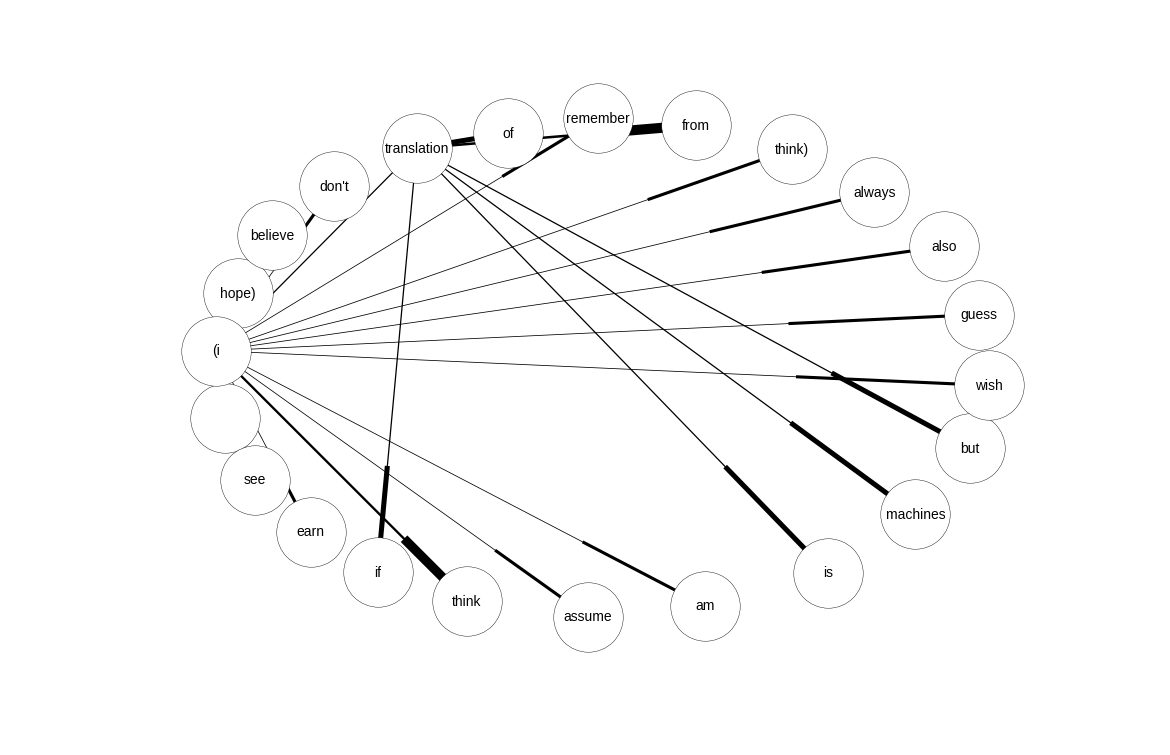 remember
from
of
think)
translation
don't
always
believe
also
hope)
guess
(i
wish
but
see
machines
earn
if
is
think
am
assume